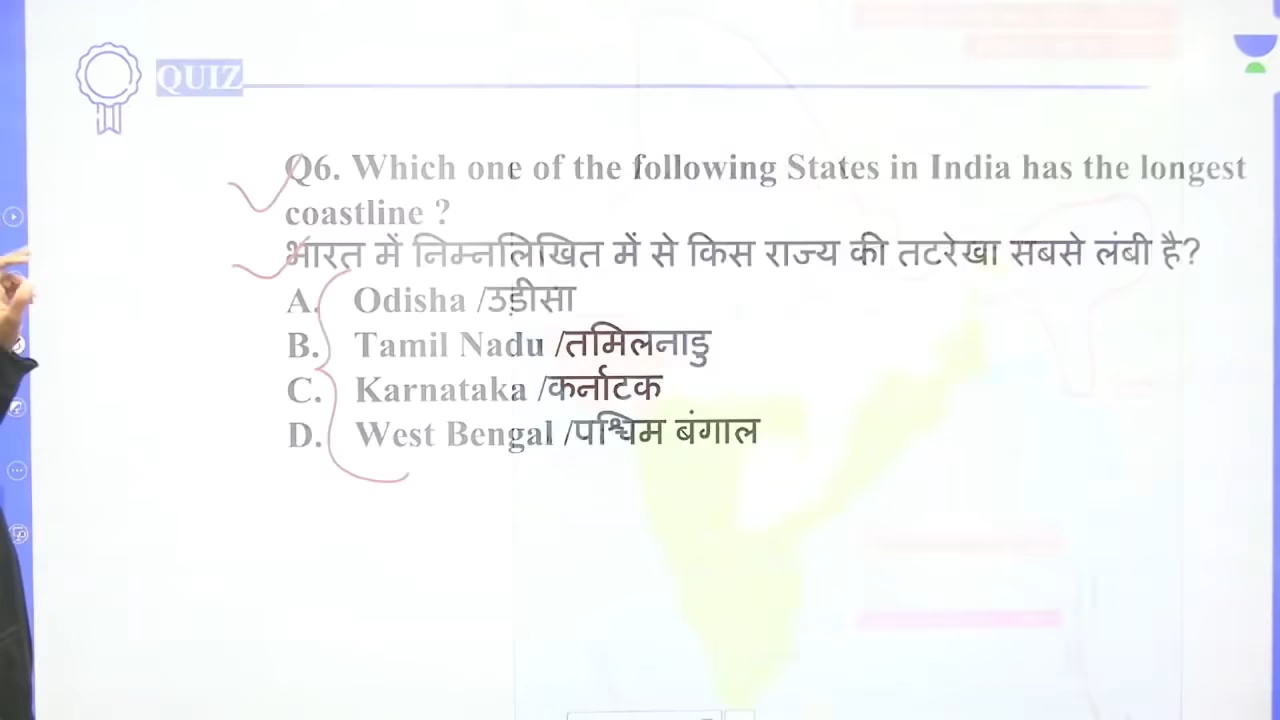 QUIZ
Q6. Which one of the following States in India has the longest
coastline ?
भारत में निम्नलिखित में से किस राज्य की तटरेखा सबसे लंबी है?
A. Odisha /उड़ीसा
B. Tamil Nadu /तमिलनाडु
C. Karnataka /कर्नाटक
D. West Bengal /पश्चिम बंगाल